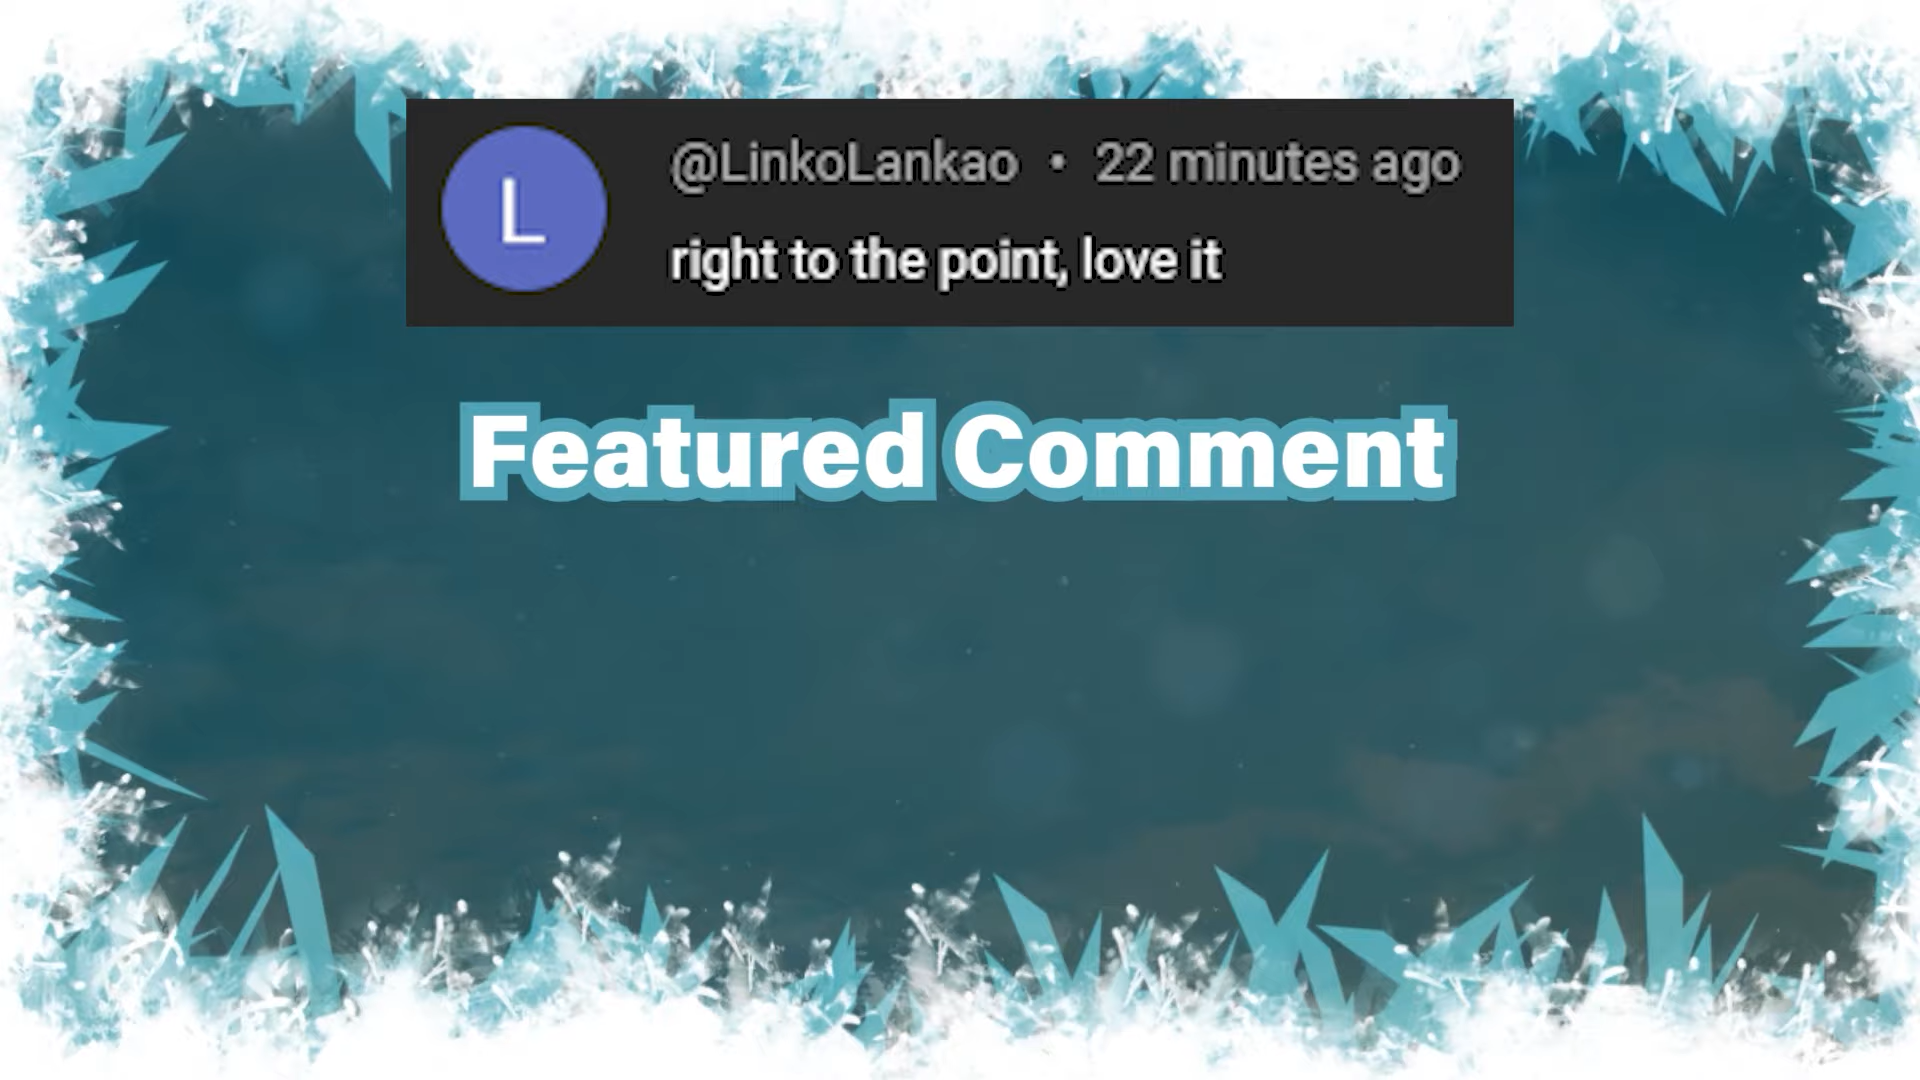 L
@LinkoLankao • 22 minutes ago
right to the point, love it
Featured Comment